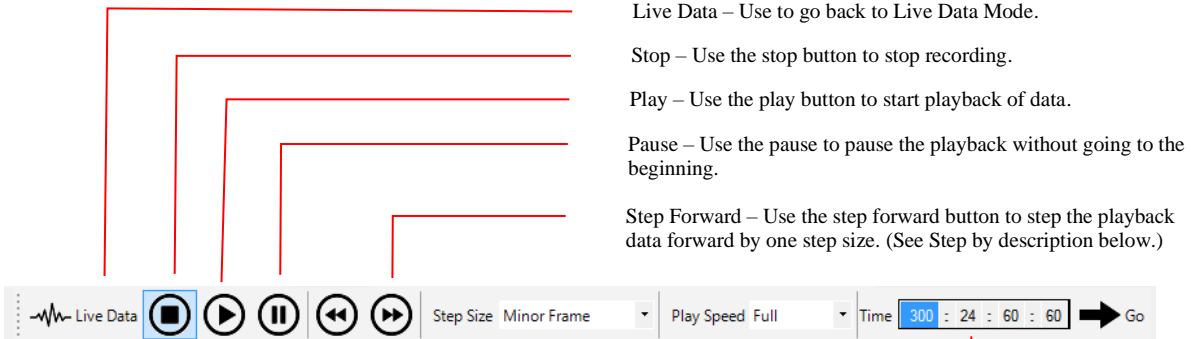 Live Data – Use to go back to Live Data Mode.
Stop – Use the stop button to stop recording.
Play – Use the play button to start playback of data.
Pause – Use the pause to pause the playback without going to the
beginning.
Step Forward – Use the step forward button to step the playback
data forward by one step size. (See Step by description below.)
Live Data Step Size Minor Frame Play Speed Full Time 300 : 24 : 60 : 60 Go